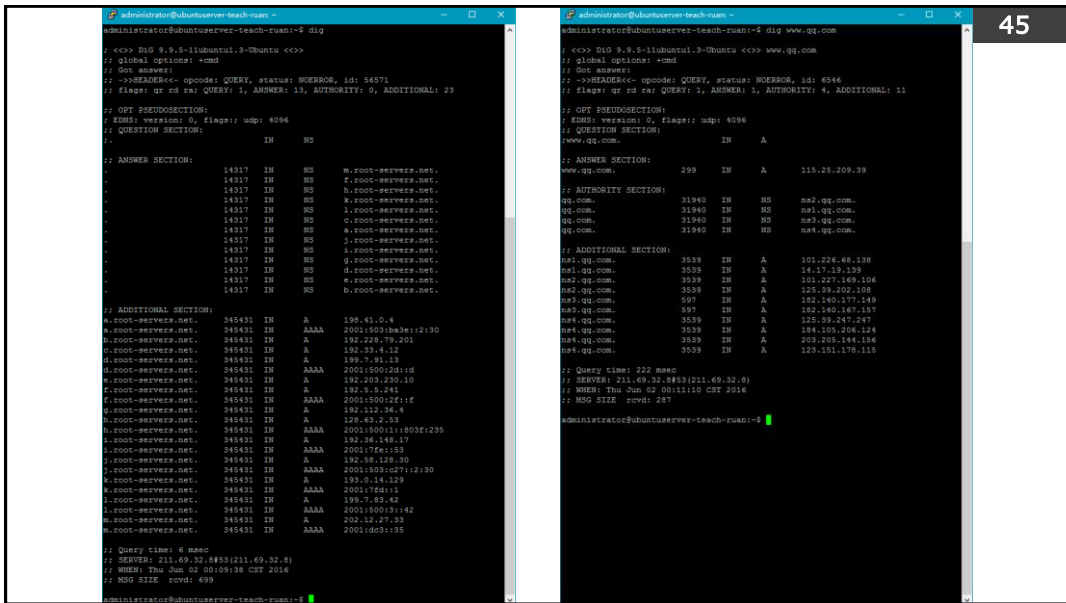 administrator@ubuntuserver-teach-ruan: ~
administrator@ubuntuserver-teach-ruan:~$ dig
; <<>> DiG 9.9.5-11ubuntu1.3-Ubuntu <<>>
;; global options: +cmd
;; Got answer:
;; ->>HEADER<<- opcode: QUERY, status: NOERROR, id: 56571
;; flags: qr rd ra; QUERY: 1, ANSWER: 13, AUTHORITY: 0, ADDITIONAL: 23
;; OPT PSEUDOSECTION:
; EDNS: version: 0, flags:; udp: 4096
;; QUESTION SECTION:
;. IN NS
;; ANSWER SECTION:
. 14317 IN NS m.root-servers.net.
. 14317 IN NS f.root-servers.net.
. 14317 IN NS h.root-servers.net.
. 14317 IN NS k.root-servers.net.
. 14317 IN NS l.root-servers.net.
. 14317 IN NS c.root-servers.net.
. 14317 IN NS a.root-servers.net.
. 14317 IN NS j.root-servers.net.
. 14317 IN NS i.root-servers.net.
. 14317 IN NS g.root-servers.net.
. 14317 IN NS d.root-servers.net.
. 14317 IN NS e.root-servers.net.
. 14317 IN NS b.root-servers.net.
;; ADDITIONAL SECTION:
a.root-servers.net. 345431 IN A 198.41.0.4
a.root-servers.net. 345431 IN AAAA 2001:503:ba3e::2:30
b.root-servers.net. 345431 IN A 192.228.79.201
c.root-servers.net. 345431 IN A 192.33.4.12
d.root-servers.net. 345431 IN A 199.7.91.13
d.root-servers.net. 345431 IN AAAA 2001:500:2d::d
e.root-servers.net. 345431 IN A 192.203.230.10
f.root-servers.net. 345431 IN A 192.5.5.241
f.root-servers.net. 345431 IN AAAA 2001:500:2f::f
g.root-servers.net. 345431 IN A 192.112.36.4
h.root-servers.net. 345431 IN A 128.63.2.53
h.root-servers.net. 345431 IN AAAA 2001:500:1::803f:235
i.root-servers.net. 345431 IN A 192.36.148.17
i.root-servers.net. 345431 IN AAAA 2001:7fe::53
j.root-servers.net. 345431 IN A 192.58.128.30
j.root-servers.net. 345431 IN AAAA 2001:503:c27::2:30
k.root-servers.net. 345431 IN A 193.0.14.129
k.root-servers.net. 345431 IN AAAA 2001:7fd::1
l.root-servers.net. 345431 IN A 199.7.83.42
l.root-servers.net. 345431 IN AAAA 2001:500:3::42
m.root-servers.net. 345431 IN A 202.12.27.33
m.root-servers.net. 345431 IN AAAA 2001:dc3::35
;; Query time: 6 msec
;; SERVER: 211.69.32.8#53(211.69.32.8)
;; WHEN: Thu Jun 02 00:09:38 CST 2016
;; MSG SIZE rcvd: 699
administrator@ubuntuserver-teach-ruan:~$
administrator@ubuntuserver-teach-ruan: ~
administrator@ubuntuserver-teach-ruan:~$ dig www.qq.com
; <<>> DiG 9.9.5-11ubuntu1.3-Ubuntu <<>> www.qq.com
;; global options: +cmd
;; Got answer:
;; ->>HEADER<<- opcode: QUERY, status: NOERROR, id: 6546
;; flags: qr rd ra; QUERY: 1, ANSWER: 1, AUTHORITY: 4, ADDITIONAL: 11
;; OPT PSEUDOSECTION:
; EDNS: version: 0, flags:; udp: 4096
;; QUESTION SECTION:
;www.qq.com. IN A
;; ANSWER SECTION:
www.qq.com. 299 IN A 115.25.209.39
;; AUTHORITY SECTION:
qq.com. 31940 IN NS ns2.qq.com.
qq.com. 31940 IN NS ns1.qq.com.
qq.com. 31940 IN NS ns3.qq.com.
qq.com. 31940 IN NS ns4.qq.com.
;; ADDITIONAL SECTION:
ns1.qq.com. 3539 IN A 101.226.68.138
ns1.qq.com. 3539 IN A 14.17.19.139
ns2.qq.com. 3539 IN A 101.227.169.106
ns2.qq.com. 3539 IN A 125.39.202.108
ns3.qq.com. 597 IN A 182.140.177.149
ns3.qq.com. 597 IN A 182.140.167.157
ns4.qq.com. 3539 IN A 125.39.247.247
ns4.qq.com. 3539 IN A 184.105.206.124
ns4.qq.com. 3539 IN A 203.205.144.156
ns4.qq.com. 3539 IN A 123.151.178.115
;; Query time: 222 msec
;; SERVER: 211.69.32.8#53(211.69.32.8)
;; WHEN: Thu Jun 02 00:11:10 CST 2016
;; MSG SIZE rcvd: 287
administrator@ubuntuserver-teach-ruan:~$
45